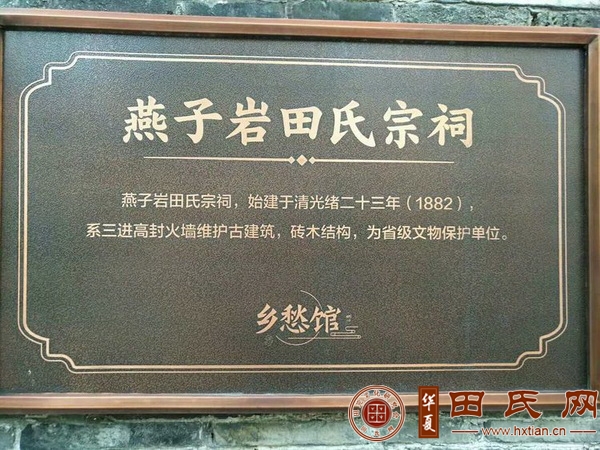 燕子岩田氏宗祠
燕子岩田氏宗祠，始建于清光绪二十三年（1882），
系三进高封火墙维护古建筑，砖木结构，为省级文物保护单位。
乡愁馆
华夏
田氏网
www.hxtian.cn